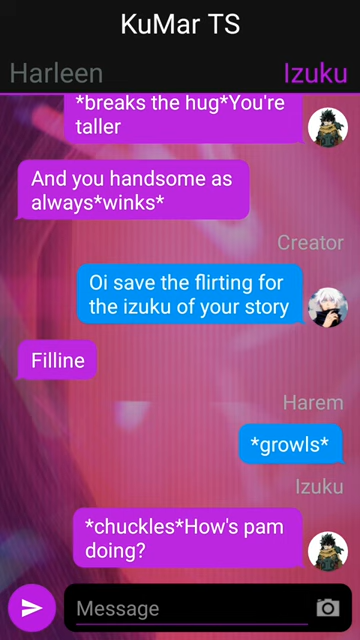 KuMar TS
Harleen
Izuku
*breaks the hug*You're
taller
And you handsome as
always*winks*
Creator
Oi save the flirting for
the izuku of your story
Filline
Harem
*growls*
Izuku
*chuckles*How's pam
doing?
Message